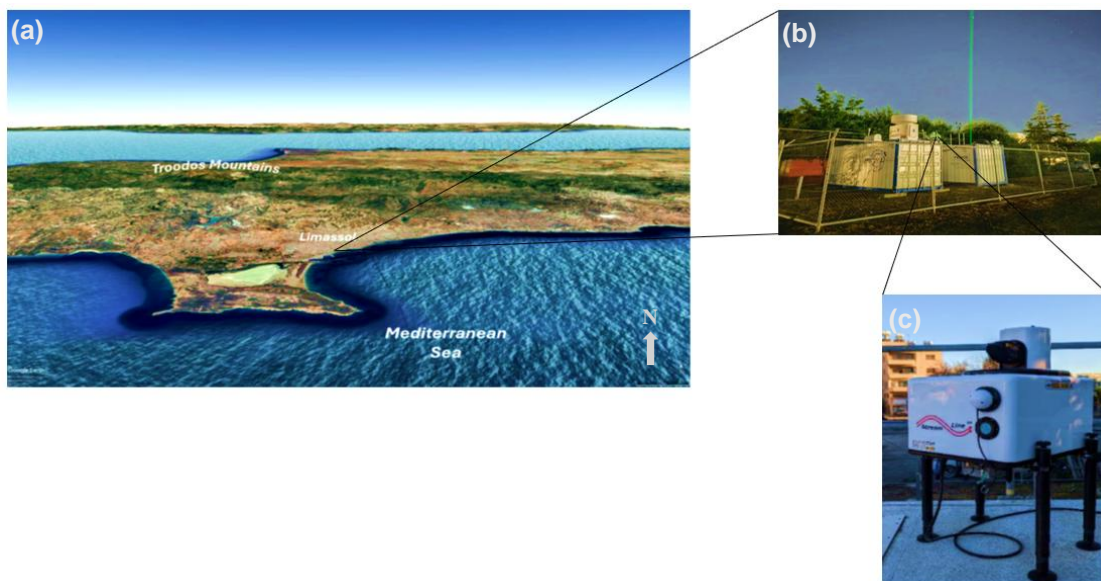 (a)
Troodos Mountains
Limassol
Mediterranean
Sea
N
(b)
(c)
Stream Line